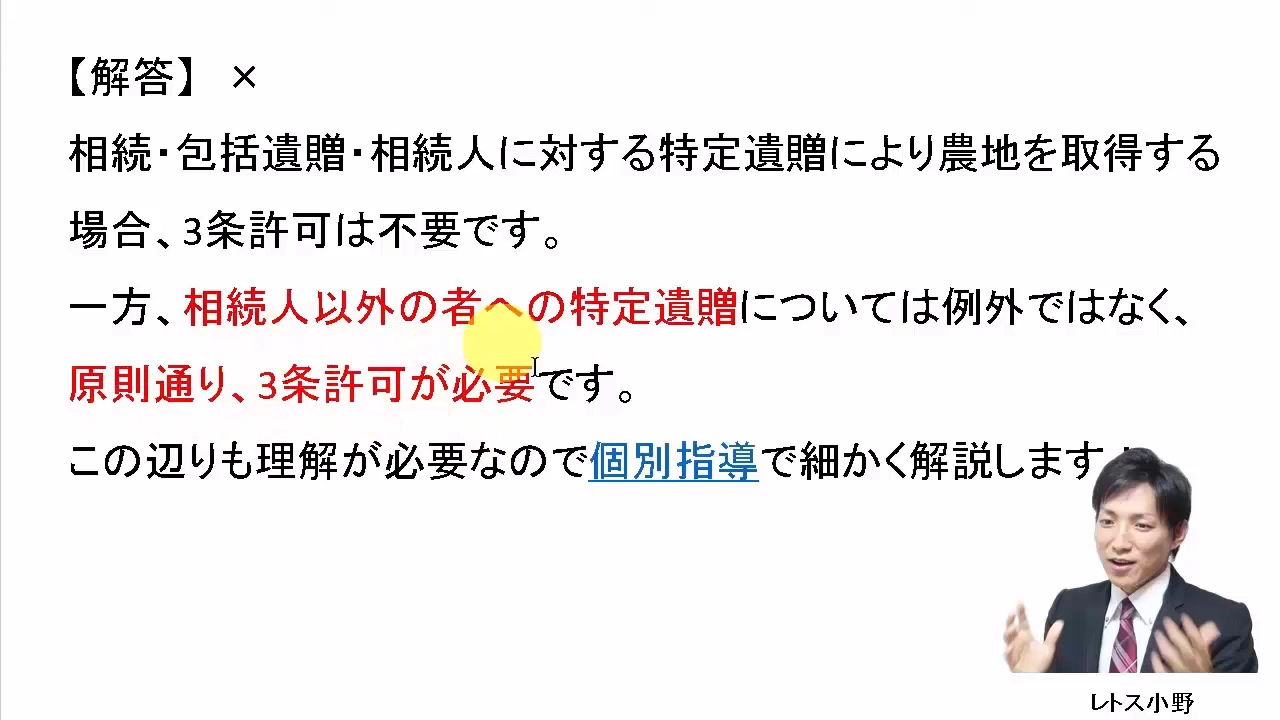 【解答】 ×
相続・包括遺贈・相続人に対する特定遺贈により農地を取得する
場合、3条許可は不要です。
一方、相続人以外の者への特定遺贈については例外ではなく、
原則通り、3条許可が必要です。
この辺りも理解が必要なので個別指導で細かく解説します
レトス小野